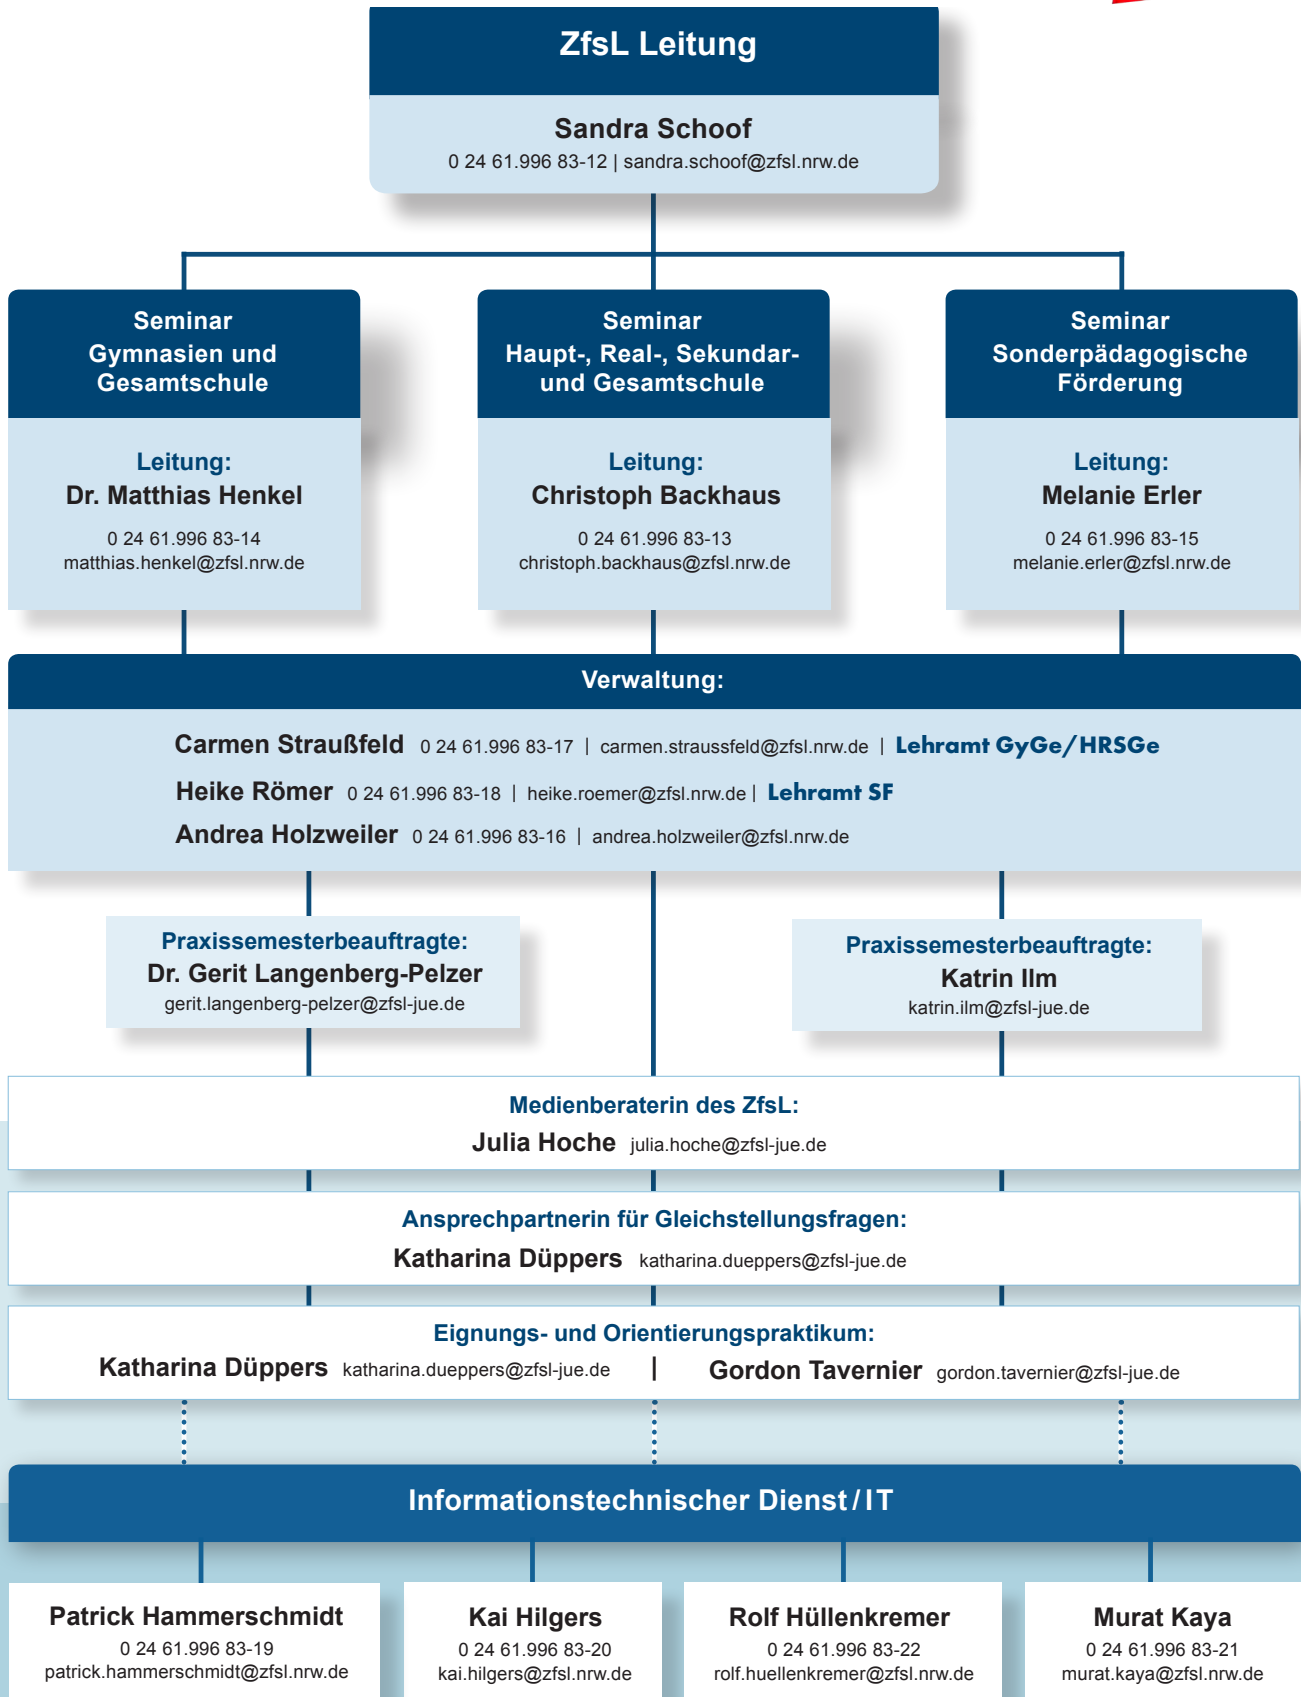 ZfsL Leitung
Sandra Schoof
0 24 61.996 83-12 | sandra.schoof@zfsl.nrw.de
Seminar
Gymnasien und
Gesamtschule
Leitung:
Dr. Matthias Henkel
0 24 61.996 83-14
matthias.henkel@zfsl.nrw.de
Seminar
Haupt-, Real-, Sekundar-
und Gesamtschule
Leitung:
Christoph Backhaus
0 24 61.996 83-13
christoph.backhaus@zfsl.nrw.de
Seminar
Sonderpädagogische
Förderung
Leitung:
Melanie Erler
0 24 61.996 83-15
melanie.erler@zfsl.nrw.de
Verwaltung:
Carmen Straußfeld 0 24 61.996 83-17 | carmen.straussfeld@zfsl.nrw.de | Lehramt GyGe/HRSGe
Heike Römer 0 24 61.996 83-18 | heike.roemer@zfsl.nrw.de | Lehramt SF
Andrea Holzweiler 0 24 61.996 83-16 | andrea.holzweiler@zfsl.nrw.de
Praxissemesterbeauftragte:
Dr. Gerit Langenberg-Pelzer
gerit.langenberg-pelzer@zfsl-jue.de
Praxissemesterbeauftragte:
Katrin Ilm
katrin.ilm@zfsl-jue.de
Medienberaterin des ZfsL:
Julia Hoche julia.hoche@zfsl-jue.de
Ansprechpartnerin für Gleichstellungsfragen:
Katharina Düppers katharina.dueppers@zfsl-jue.de
Eignungs- und Orientierungspraktikum:
Katharina Düppers katharina.dueppers@zfsl-jue.de | Gordon Tavernier gordon.tavernier@zfsl-jue.de
Informationstechnischer Dienst / IT
Patrick Hammerschmidt
0 24 61.996 83-19
patrick.hammerschmidt@zfsl.nrw.de
Kai Hilgers
0 24 61.996 83-20
kai.hilgers@zfsl.nrw.de
Rolf Hüllenkremer
0 24 61.996 83-22
rolf.huellenkremer@zfsl.nrw.de
Murat Kaya
0 24 61.996 83-21
murat.kaya@zfsl.nrw.de